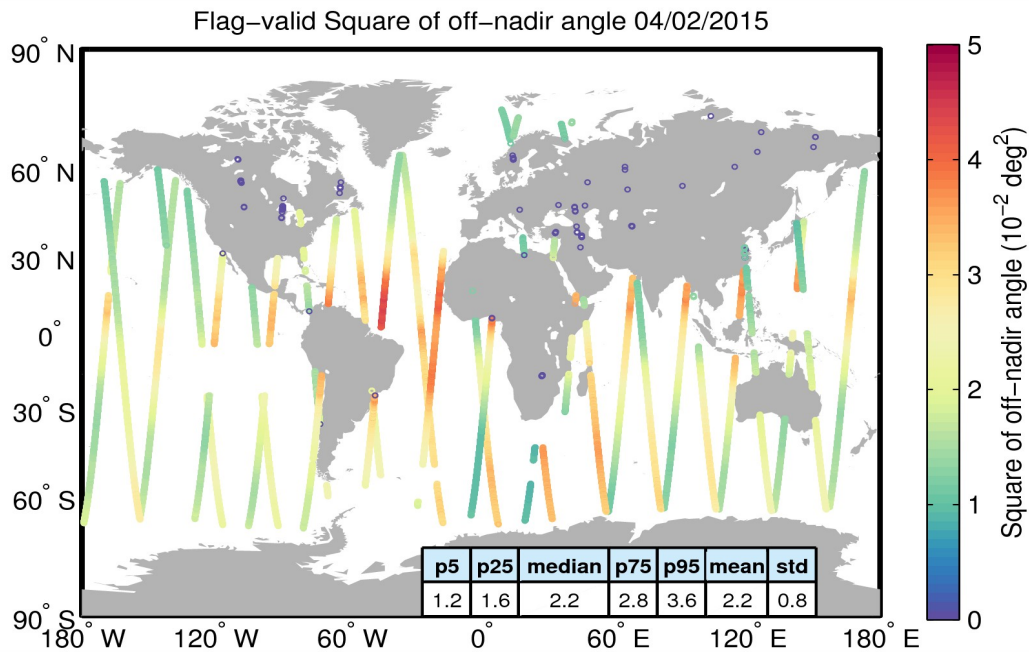 Flag-valid Square of off-nadir angle 04/02/2015
90° N
60° N
30° N
0°
30° S
60° S
90° S
180° W
120° W
60° W
0°
60° E
120° E
180° E
p5 p25 median p75 p95 mean std
1.2 1.6 2.2 2.8 3.6 2.2 0.8
5
4
3
2
1
0
Square of off-nadir angle (10⁻² deg²)